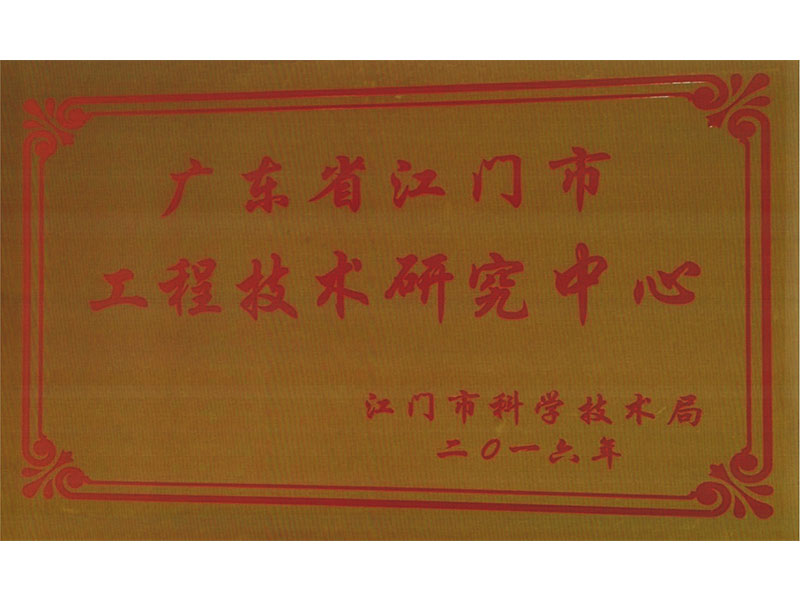 广东省江门市
工程技术研究中心
江门市科学技术局
二〇一六年